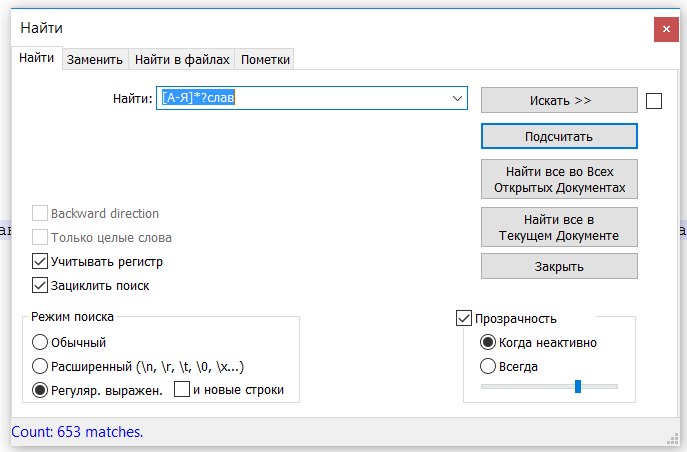 Найти
Найти Заменить Найти в файлах Пометки
Найти: [А-Я]*?слав
Искать >>
Подсчитать
Найти все во Всех
Открытых Документах
Найти все в
Текущем Документе
Закрыть
Backward direction
Только целые слова
Учитывать регистр
Зациклить поиск
Режим поиска
Обычный
Расширенный (\n, \r, \t, \0, \x...)
Регуляр. выражен. и новые строки
Прозрачность
Когда неактивно
Всегда
Count: 653 matches.